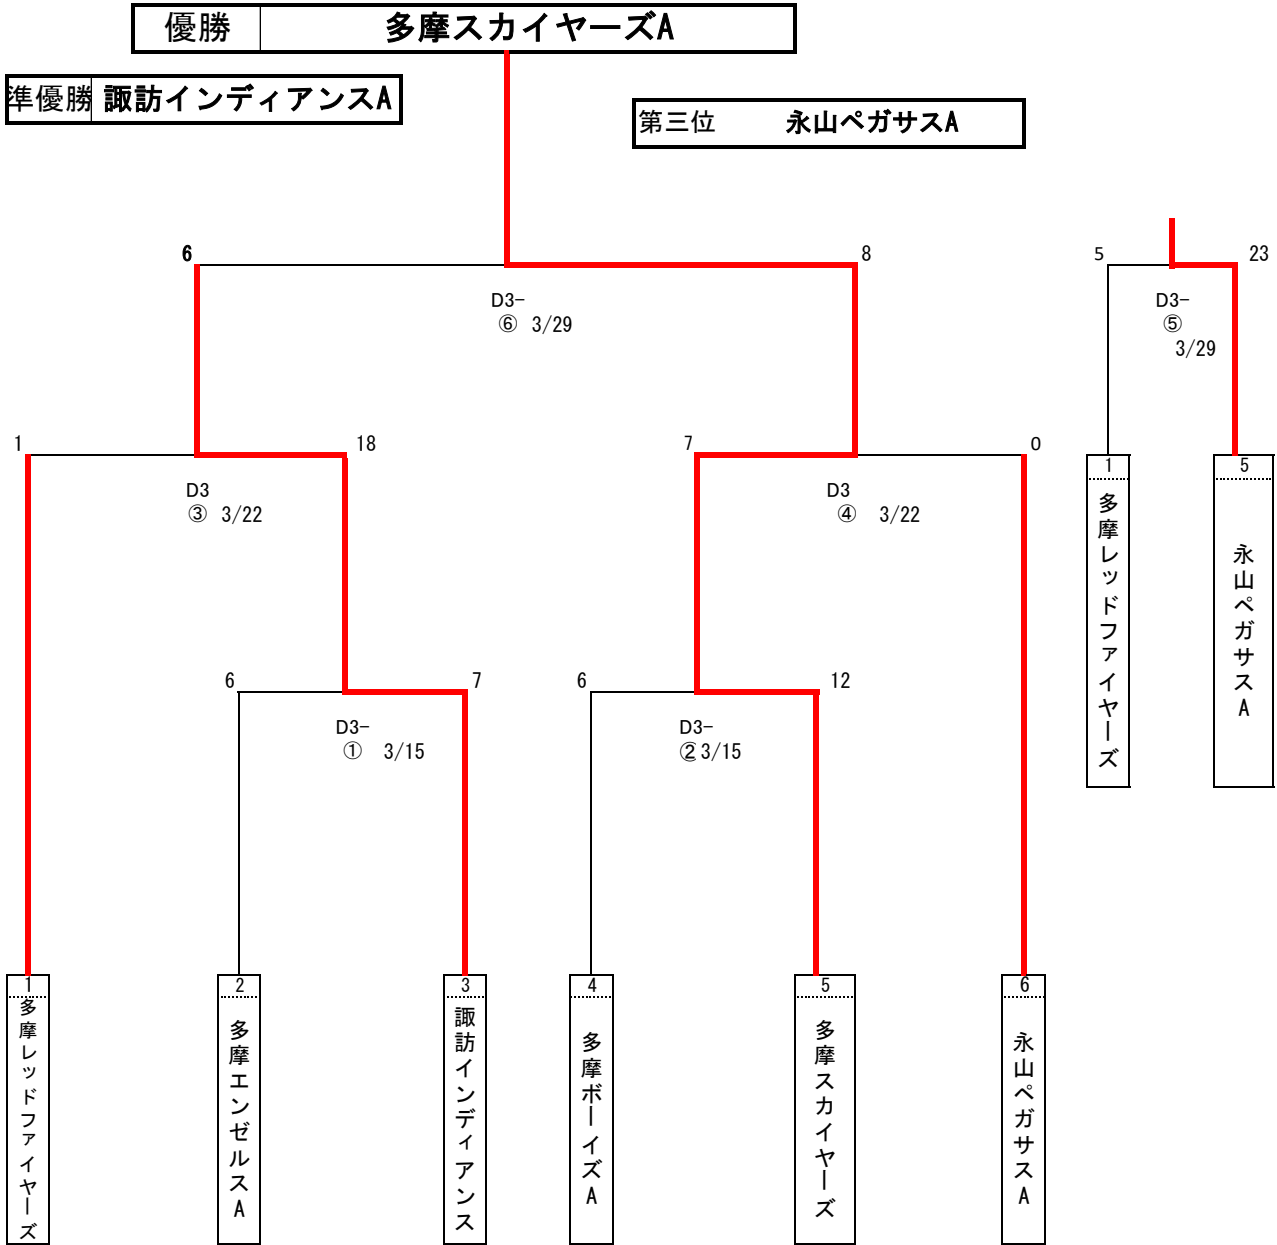 優勝 多摩スカイヤーズA
準優勝 諏訪インディアンスA
第三位 永山ペガサスA
6 8 5 23
D3-
⑥ 3/29
D3-
⑤
3/29
1 18 7 0
D3
③ 3/22
D3
④ 3/22
1
多摩レッドファイヤーズ
5
永山ペガサスA
6 7 6 12
D3-
① 3/15
D3-
② 3/15
1
多摩レッドファイヤーズ
2
多摩エンゼルスA
3
諏訪インディアンス
4
多摩ボーイズA
5
多摩スカイヤーズ
6
永山ペガサスA